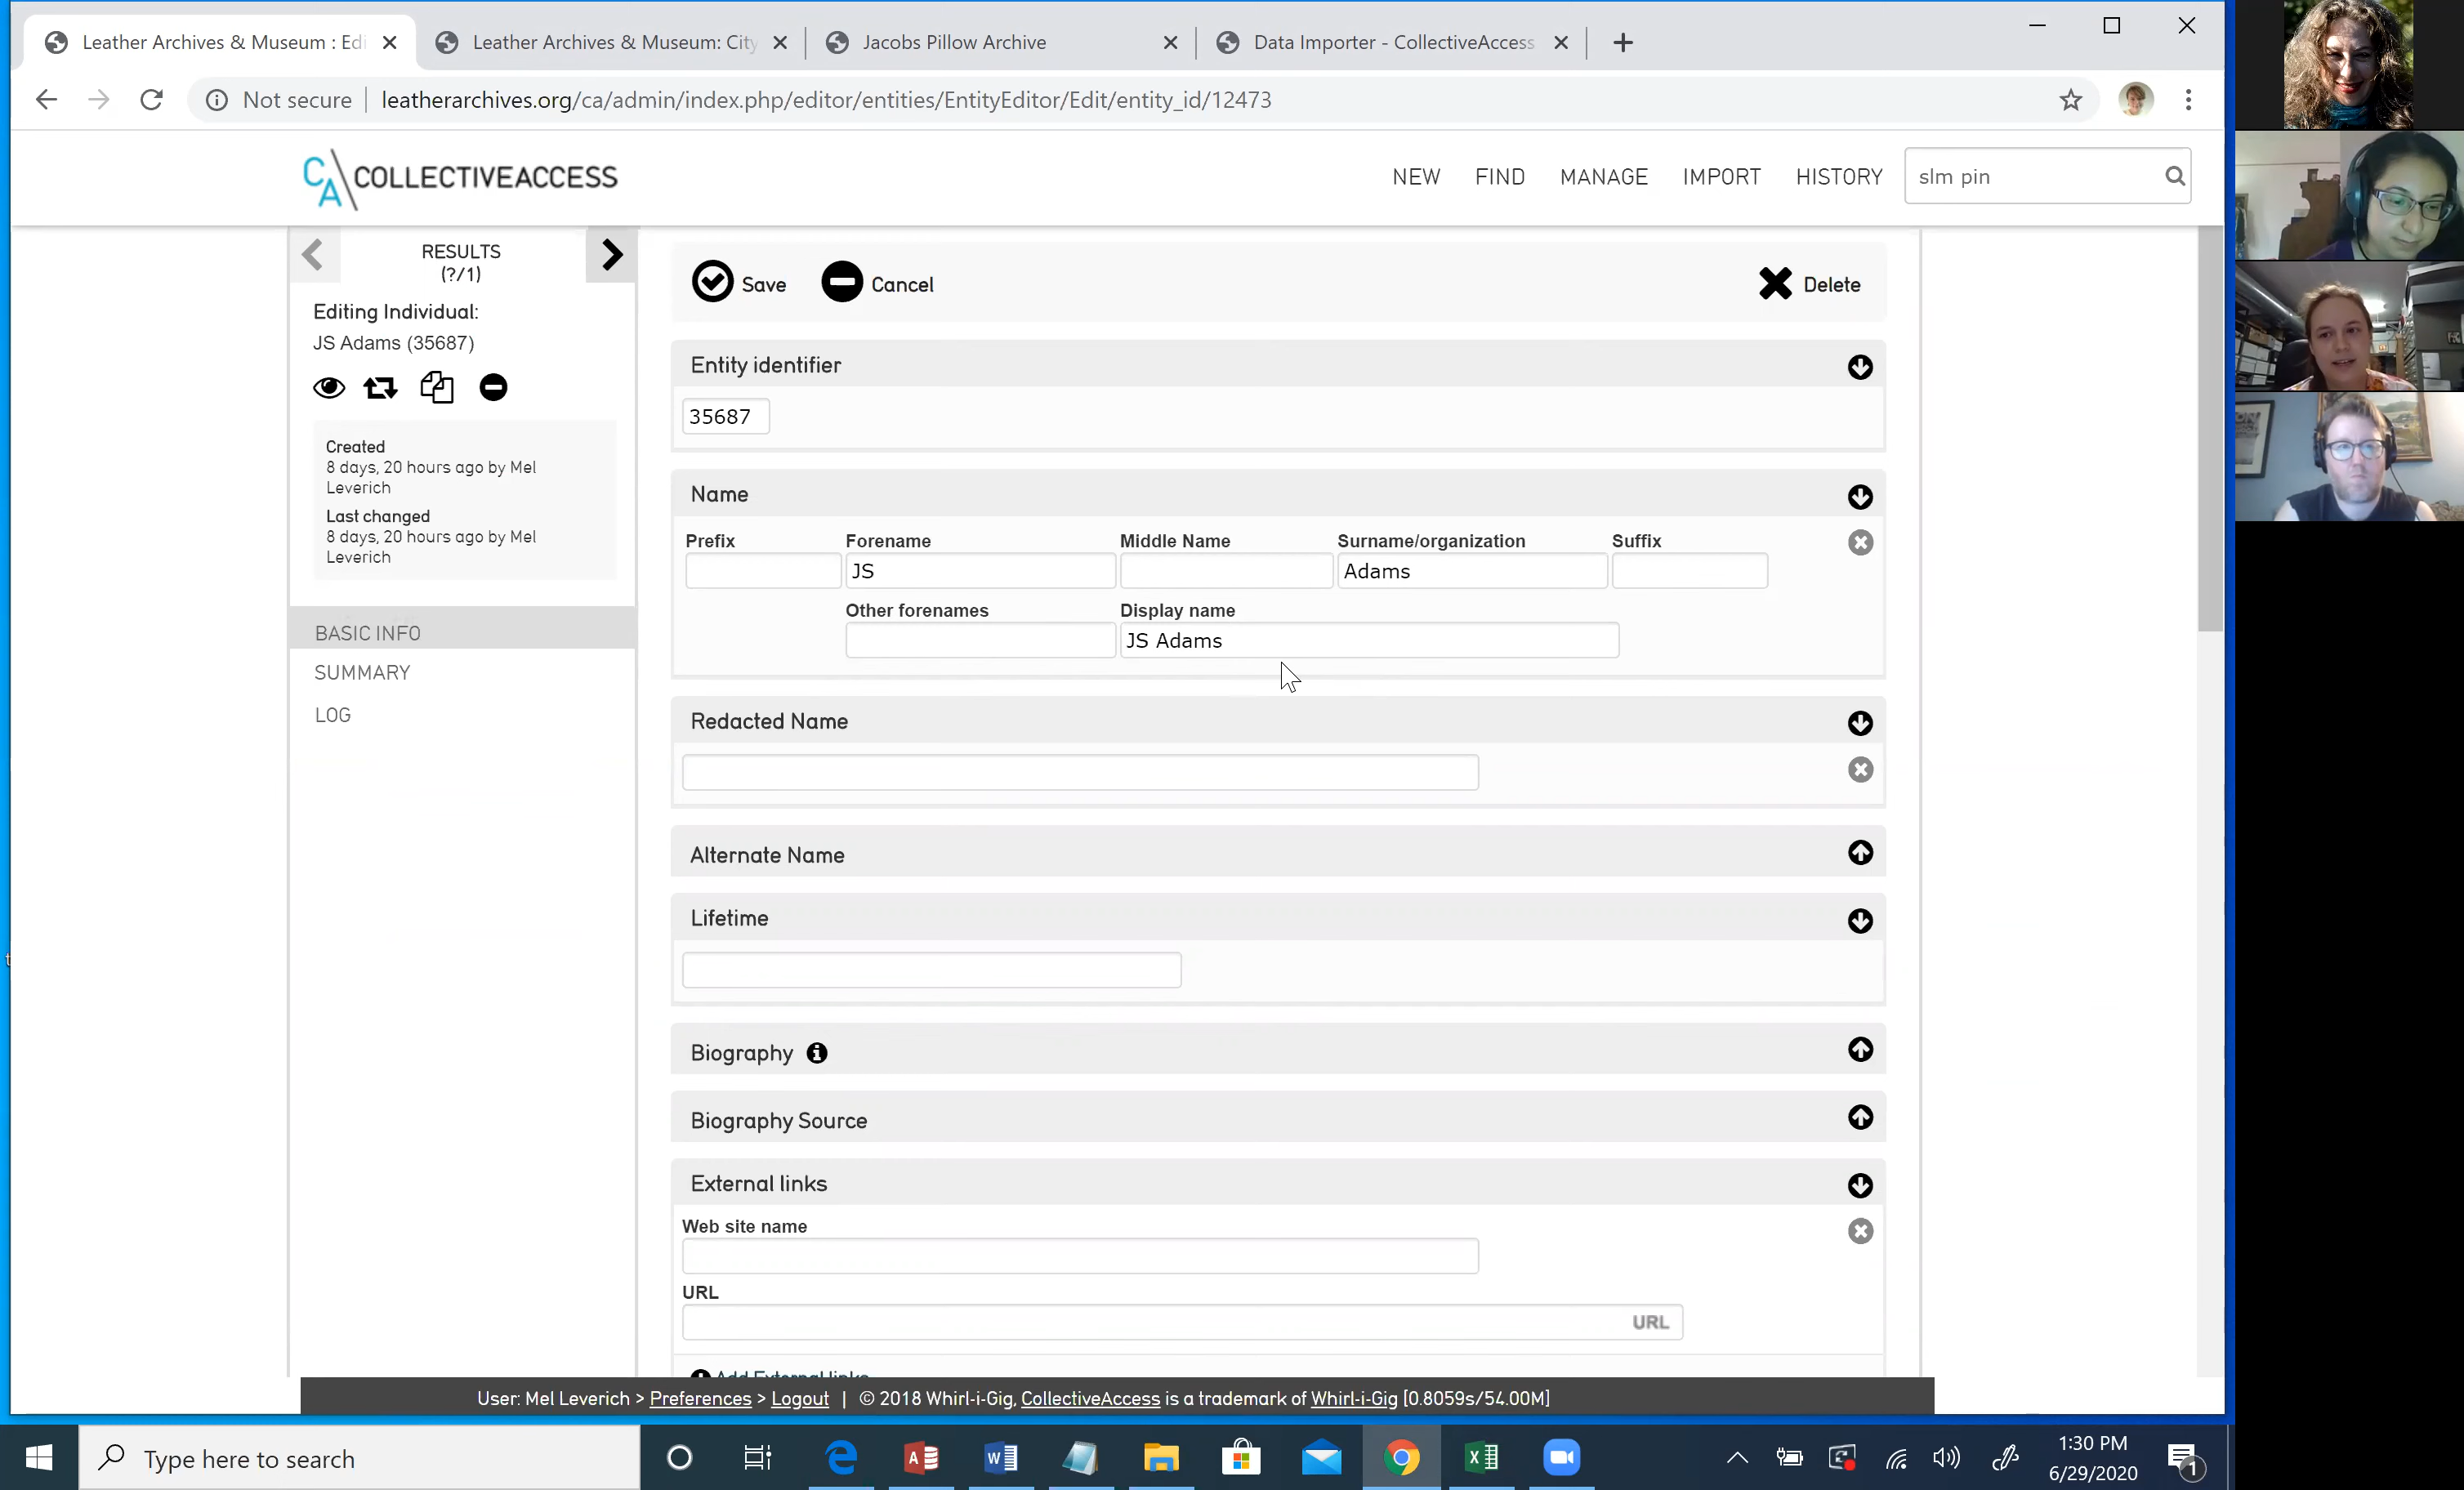 Leather Archives & Museum : Edi
Leather Archives & Museum: City
Jacobs Pillow Archive
Data Importer - CollectiveAccess
Not secure
leatherarchives.org/ca/admin/index.php/editor/entities/EntityEditor/Edit/entity_id/12473
CA COLLECTIVEACCESS
NEW FIND MANAGE IMPORT HISTORY
slm pin
RESULTS
(?/1)
Editing Individual:
JS Adams (35687)
Created
8 days, 20 hours ago by Mel
Leverich
Last changed
8 days, 20 hours ago by Mel
Leverich
BASIC INFO
SUMMARY
LOG
Save Cancel Delete
Entity identifier
35687
Name
Prefix Forename Middle Name Surname/organization Suffix
JS Adams
Other forenames Display name
JS Adams
Redacted Name
Alternate Name
Lifetime
Biography
Biography Source
External links
Web site name
URL
URL
Add External links
User: Mel Leverich > Preferences > Logout | © 2018 Whirl-i-Gig, CollectiveAccess is a trademark of Whirl-i-Gig [0.8059s/54.00M]
Type here to search
1:30 PM
6/29/2020
1